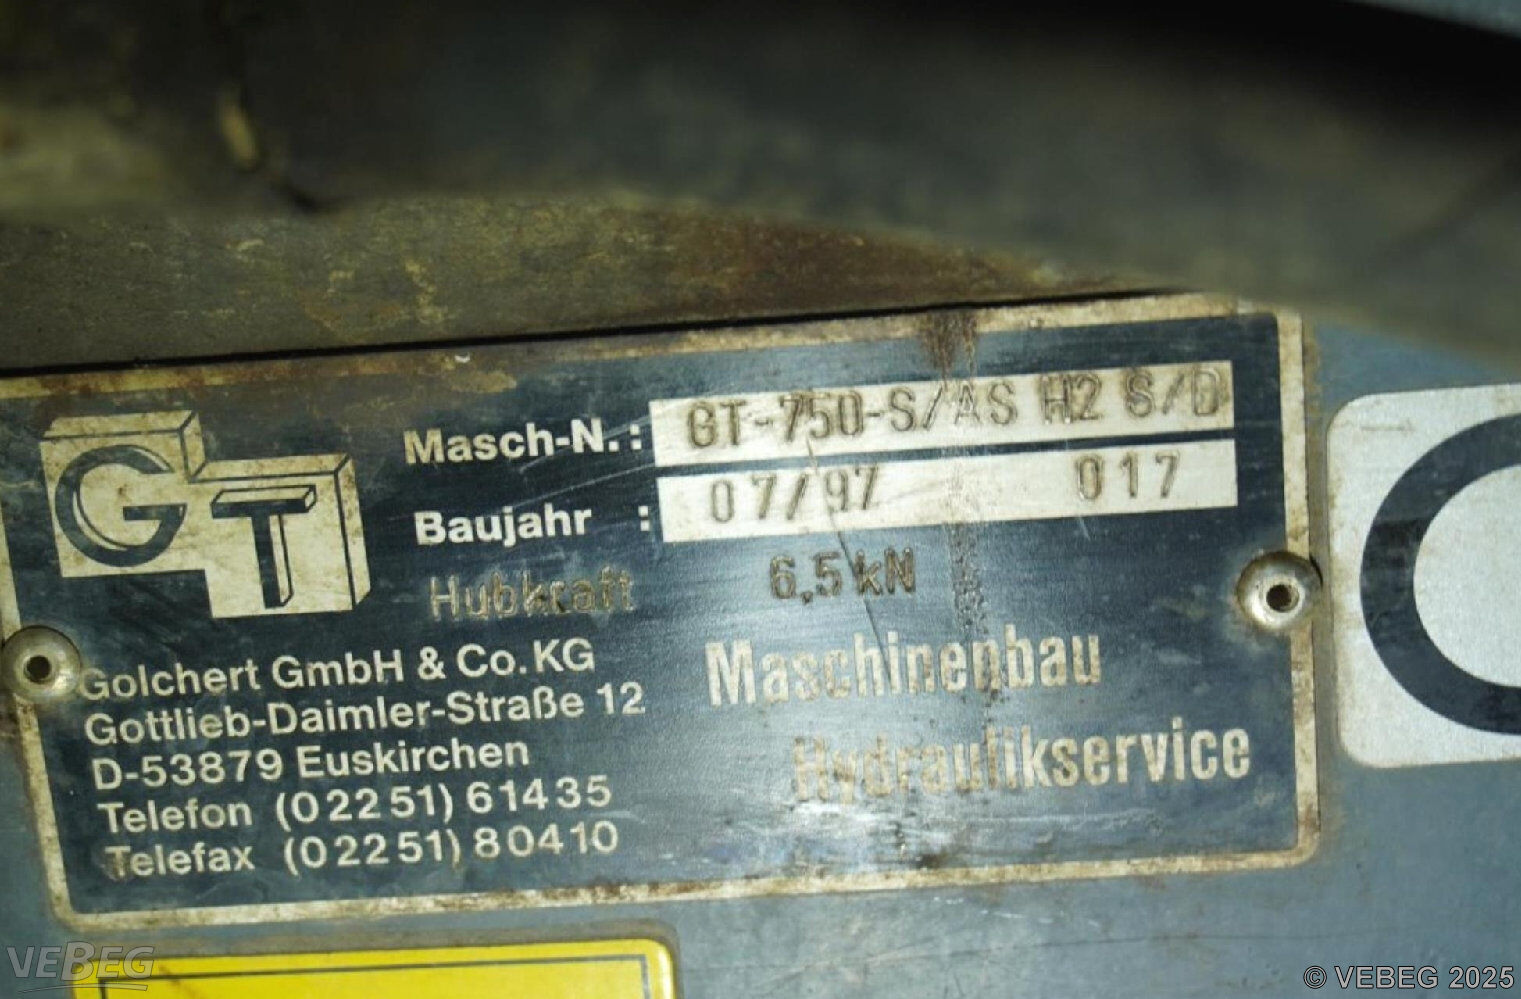 GT
Masch-N.: GT-750-S/AS H2 S/D
Baujahr : 07/97 017
Hubkraft 6,5 kN
Golchert GmbH & Co. KG
Gottlieb-Daimler-Straße 12
D-53879 Euskirchen
Telefon (02251) 61435
Telefax (02251) 80410
Maschinenbau
Hydraulikservice
VEBEG
© VEBEG 2025